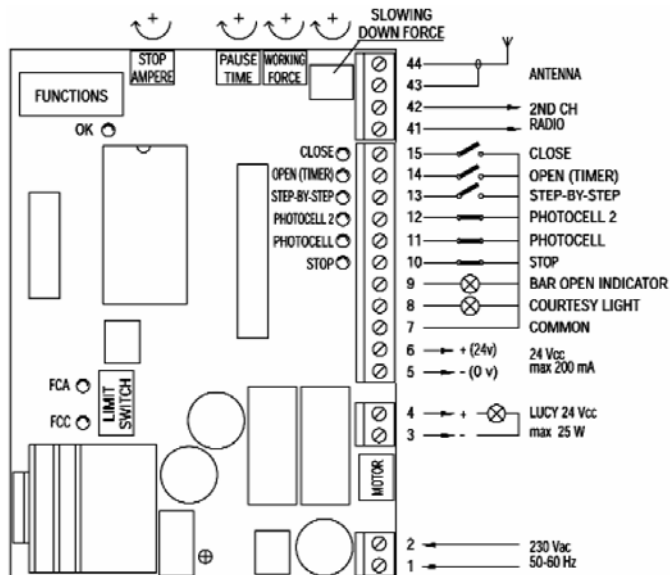 SLOWING
DOWN FORCE
STOP
AMPERE
PAUSE
TIME
WORKING
FORCE
FUNCTIONS
OK
44
43
ANTENNA
42
2ND CH
41
RADIO
CLOSE
15
CLOSE
OPEN (TIMER)
14
OPEN (TIMER)
STEP-BY-STEP
13
STEP-BY-STEP
PHOTOCELL 2
12
PHOTOCELL 2
PHOTOCELL
11
PHOTOCELL
STOP
10
STOP
9
BAR OPEN INDICATOR
8
COURTESY LIGHT
7
COMMON
6
+ (24v)
24 Vcc
5
- (0 v)
max 200 mA
FCA
FCC
LIMIT
SWITCH
4
+
LUCY 24 Vcc
3
-
max 25 W
MOTOR
2
230 Vac
1
50-60 Hz